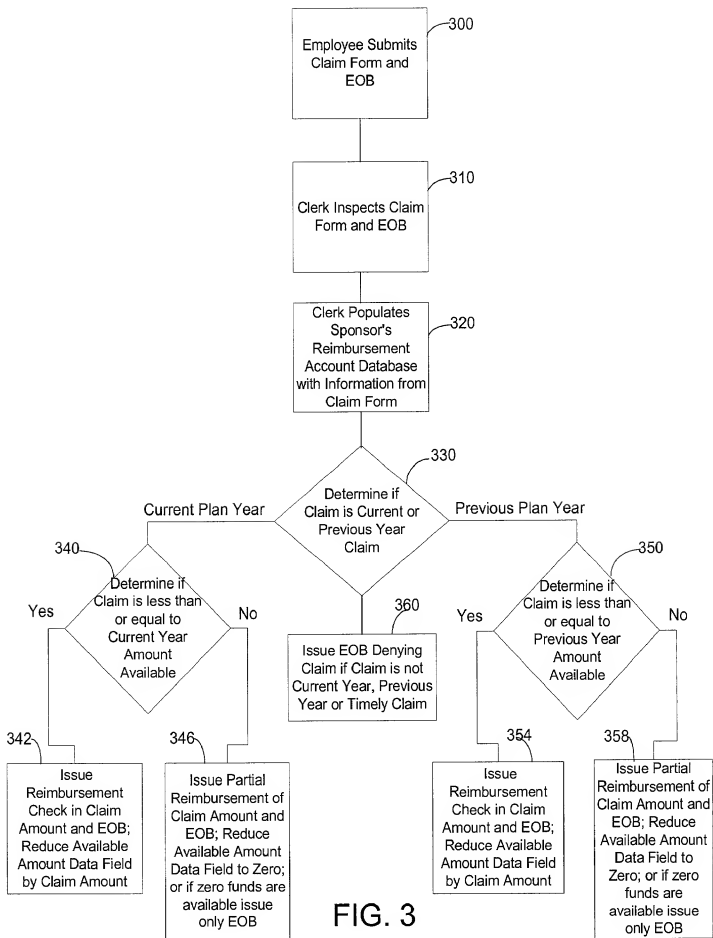 300
Employee Submits
Claim Form and
EOB
310
Clerk Inspects Claim
Form and EOB
320
Clerk Populates
Sponsor's
Reimbursement
Account Database
with Information from
Claim Form
330
Determine if
Claim is Current or
Previous Year
Claim
Current Plan Year
Previous Plan Year
340
Determine if
Claim is less than
or equal to
Current Year
Amount
Available
Yes
No
360
Issue EOB Denying
Claim if Claim is not
Current Year, Previous
Year or Timely Claim
350
Determine if
Claim is less than
or equal to
Previous Year
Amount
Available
Yes
No
342
Issue
Reimbursement
Check in Claim
Amount and EOB;
Reduce Available
Amount Data Field
by Claim Amount
346
Issue Partial
Reimbursement of
Claim Amount and
EOB; Reduce
Available Amount
Data Field to Zero;
or if zero funds are
available issue
only EOB
354
Issue
Reimbursement
Check in Claim
Amount and EOB;
Reduce Available
Amount Data Field
by Claim Amount
358
Issue Partial
Reimbursement of
Claim Amount and
EOB; Reduce
Available Amount
Data Field to
Zero; or if zero
funds are
available issue
only EOB
FIG. 3